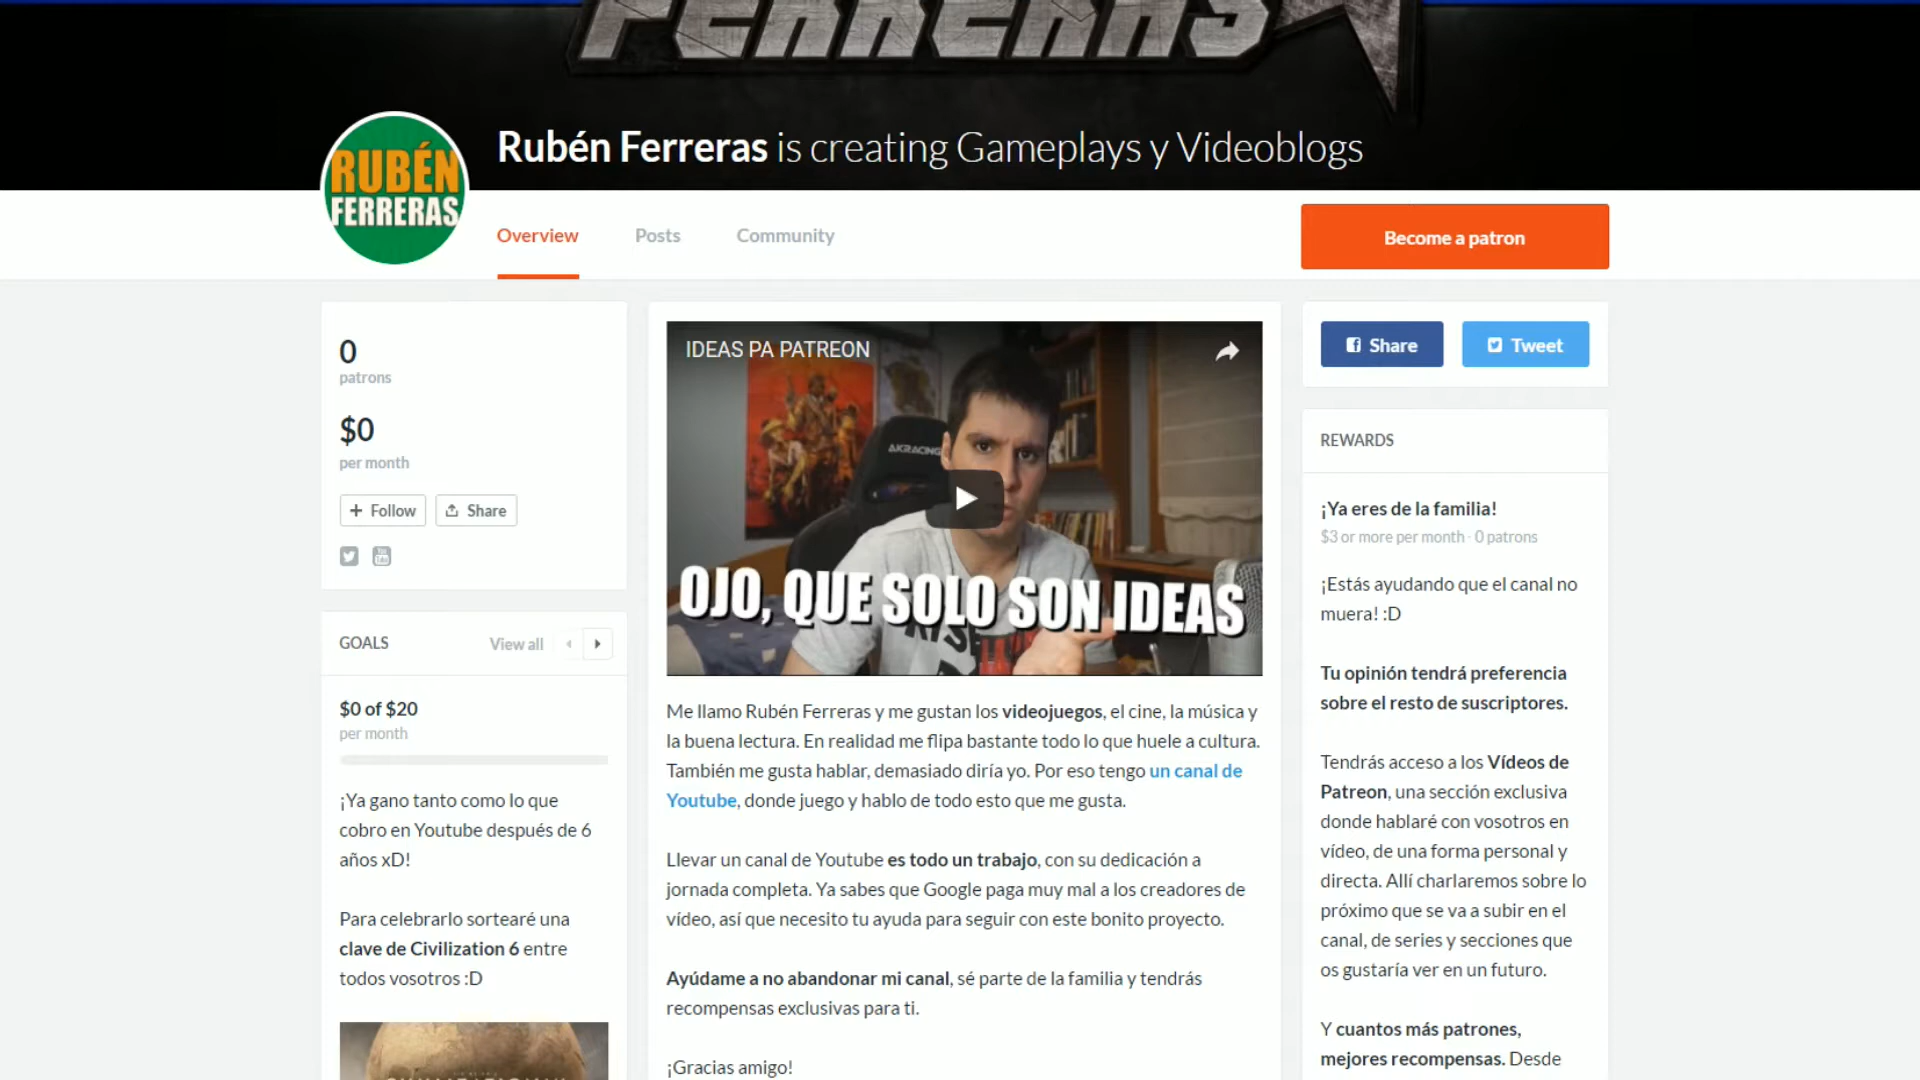 FERRERAS
RUBÉN
FERRERAS
Rubén Ferreras is creating Gameplays y Videoblogs
Overview
Posts
Community
Become a patron
0
patrons
$0
per month
Follow
Share
GOALS
View all
$0 of $20
per month
¡Ya gano tanto como lo que
cobro en Youtube después de 6
años xD!
Para celebrarlo sortearé una
clave de Civilization 6 entre
todos vosotros :D
IDEAS PA PATREON
AKRACING
OJO, QUE SOLO SON IDEAS
Me llamo Rubén Ferreras y me gustan los videojuegos, el cine, la música y
la buena lectura. En realidad me flipa bastante todo lo que huele a cultura.
También me gusta hablar, demasiado diría yo. Por eso tengo un canal de
Youtube, donde juego y hablo de todo esto que me gusta.
Llevar un canal de Youtube es todo un trabajo, con su dedicación a
jornada completa. Ya sabes que Google paga muy mal a los creadores de
vídeo, así que necesito tu ayuda para seguir con este bonito proyecto.
Ayúdame a no abandonar mi canal, sé parte de la familia y tendrás
recompensas exclusivas para ti.
¡Gracias amigo!
Share
Tweet
REWARDS
¡Ya eres de la familia!
$3 or more per month · 0 patrons
¡Estás ayudando que el canal no
muera! :D
Tu opinión tendrá preferencia
sobre el resto de suscriptores.
Tendrás acceso a los Vídeos de
Patreon, una sección exclusiva
donde hablaré con vosotros en
vídeo, de una forma personal y
directa. Allí charlaremos sobre lo
próximo que se va a subir en el
canal, de series y secciones que
os gustaría ver en un futuro.
Y cuantos más patrones,
mejores recompensas. Desde